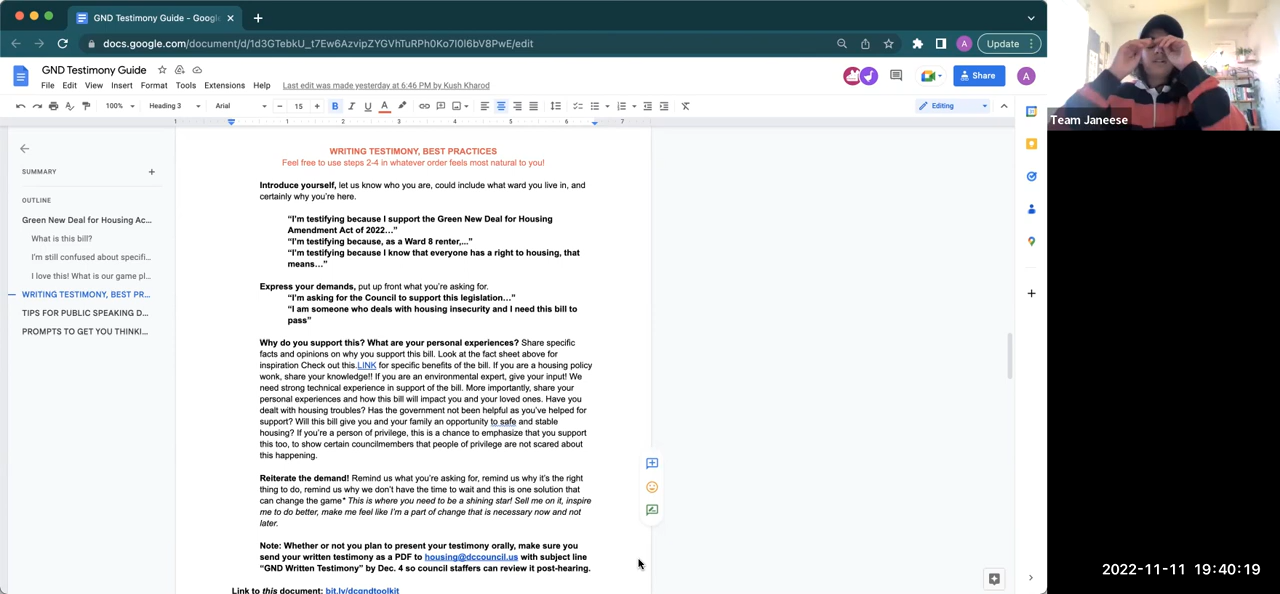 GND Testimony Guide - Googl
docs.google.com/document/d/1d3GTebkU_t7Ew6AzvipZYGVhTuRPh0Ko7I0l6bV8PwE/edit
A
Update
GND Testimony Guide
File Edit View Insert Format Tools Extensions Help Last edit was made yesterday at 6:46 PM by Kush Kharod
Share
A
100% Heading 3 Arial 15 B I U A Editing
1 1 2 3 4 5 6 7
SUMMARY
OUTLINE
Green New Deal for Housing Ac...
What is this bill?
I'm still confused about specifi...
I love this! What is our game pl...
WRITING TESTIMONY, BEST PR...
TIPS FOR PUBLIC SPEAKING D...
PROMPTS TO GET YOU THINKI...
WRITING TESTIMONY, BEST PRACTICES
Feel free to use steps 2-4 in whatever order feels most natural to you!
Introduce yourself, let us know who you are, could include what ward you live in, and
certainly why you're here.
“I'm testifying because I support the Green New Deal for Housing
Amendment Act of 2022…”
“I'm testifying because, as a Ward 8 renter,...”
“I'm testifying because I know that everyone has a right to housing, that
means…”
Express your demands, put up front what you're asking for.
“I'm asking for the Council to support this legislation…”
“I am someone who deals with housing insecurity and I need this bill to
pass”
Why do you support this? What are your personal experiences? Share specific
facts and opinions on why you support this bill. Look at the fact sheet above for
inspiration Check out this LINK for specific benefits of the bill. If you are a housing policy
wonk, share your knowledge!! If you are an environmental expert, give your input! We
need strong technical experience in support of the bill. More importantly, share your
personal experiences and how this bill will impact you and your loved ones. Have you
dealt with housing troubles? Has the government not been helpful as you've helped for
support? Will this bill give you and your family an opportunity to safe and stable
housing? If you're a person of privilege, this is a chance to emphasize that you support
this too, to show certain councilmembers that people of privilege are not scared about
this happening.
Reiterate the demand! Remind us what you're asking for, remind us why it's the right
thing to do, remind us why we don't have the time to wait and this is one solution that
can change the game* This is where you need to be a shining star! Sell me on it, inspire
me to do better, make me feel like I'm a part of change that is necessary now and not
later.
Note: Whether or not you plan to present your testimony orally, make sure you
send your written testimony as a PDF to housing@dccouncil.us with subject line
“GND Written Testimony” by Dec. 4 so council staffers can review it post-hearing.
Link to this document: bit.ly/dcgndtoolkit
Team Janeese
2022-11-11 19:40:19